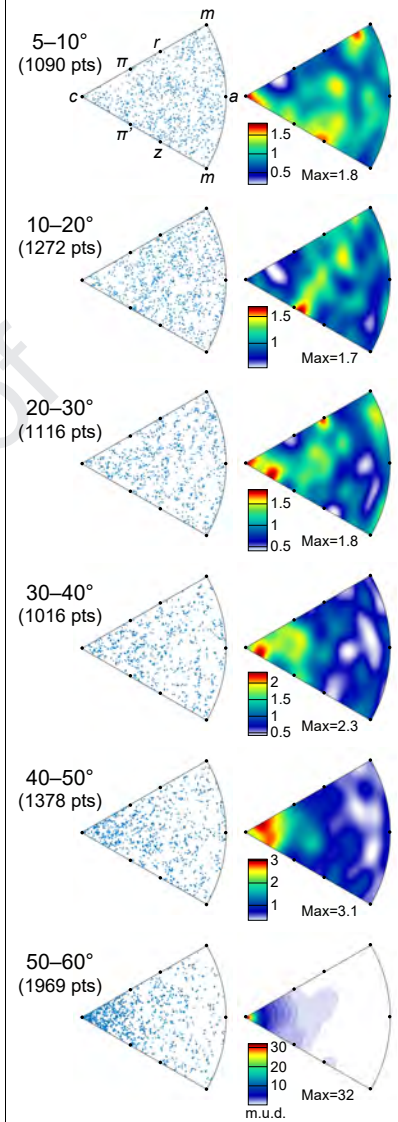 5–10°
(1090 pts)
m
r
π
c
a
π'
z
m
1.5
1
0.5
Max=1.8
10–20°
(1272 pts)
1.5
1
Max=1.7
20–30°
(1116 pts)
1.5
1
0.5
Max=1.8
30–40°
(1016 pts)
2
1.5
1
0.5
Max=2.3
40–50°
(1378 pts)
3
2
1
Max=3.1
50–60°
(1969 pts)
30
20
10
Max=32
m.u.d.